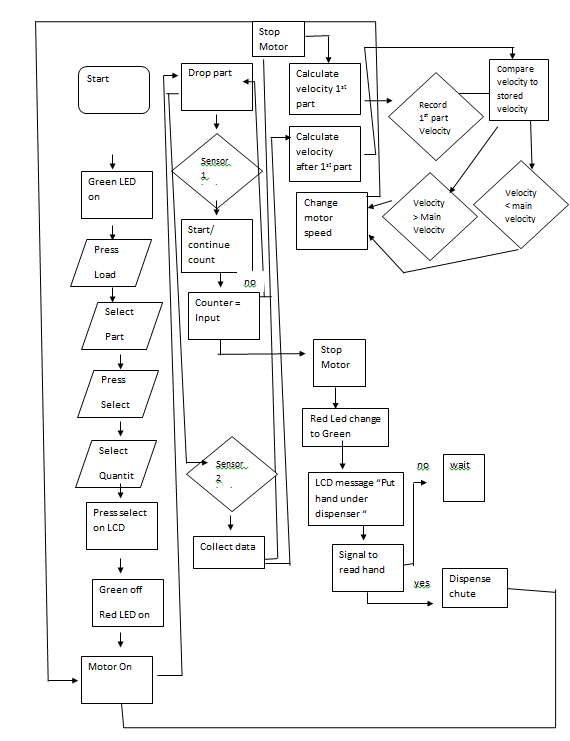 Start
Green LED
on
Press
Load
Select
Part
Press
Select
Select
Quantit
Press select
on LCD
Green off
Red LED on
Motor On
Drop part
Sensor
1
Start/
continue
count
no
Counter =
Input
Sensor
2
Collect data
Stop
Motor
Calculate
velocity 1st
part
Calculate
velocity
after 1st part
Record
1st part
Velocity
Compare
velocity to
stored
velocity
Change
motor
speed
Velocity
> Main
Velocity
Velocity
< main
velocity
Stop
Motor
Red Led change
to Green
LCD message "Put
hand under
dispenser "
Signal to
read hand
no
wait
yes
Dispense
chute